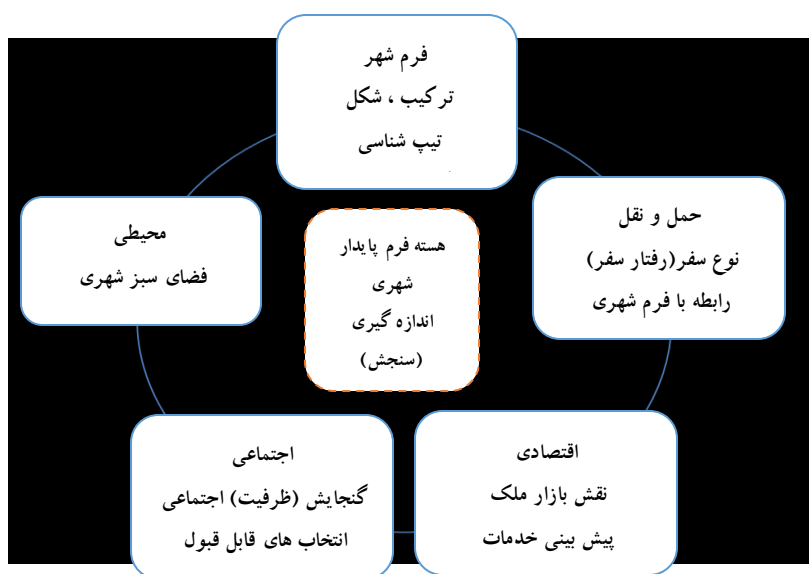 فرم شهر
ترکیب ، شکل
تیپ شناسی
حمل و نقل
نوع سفر(رفتار سفر)
رابطه با فرم شهری
محیطی
فضای سبز شهری
هسته فرم پایدار
شهری
اندازه گیری
(سنجش)
اقتصادی
نقش بازار ملک
پیش بینی خدمات
اجتماعی
گنجایش (ظرفیت) اجتماعی
انتخاب های قابل قبول